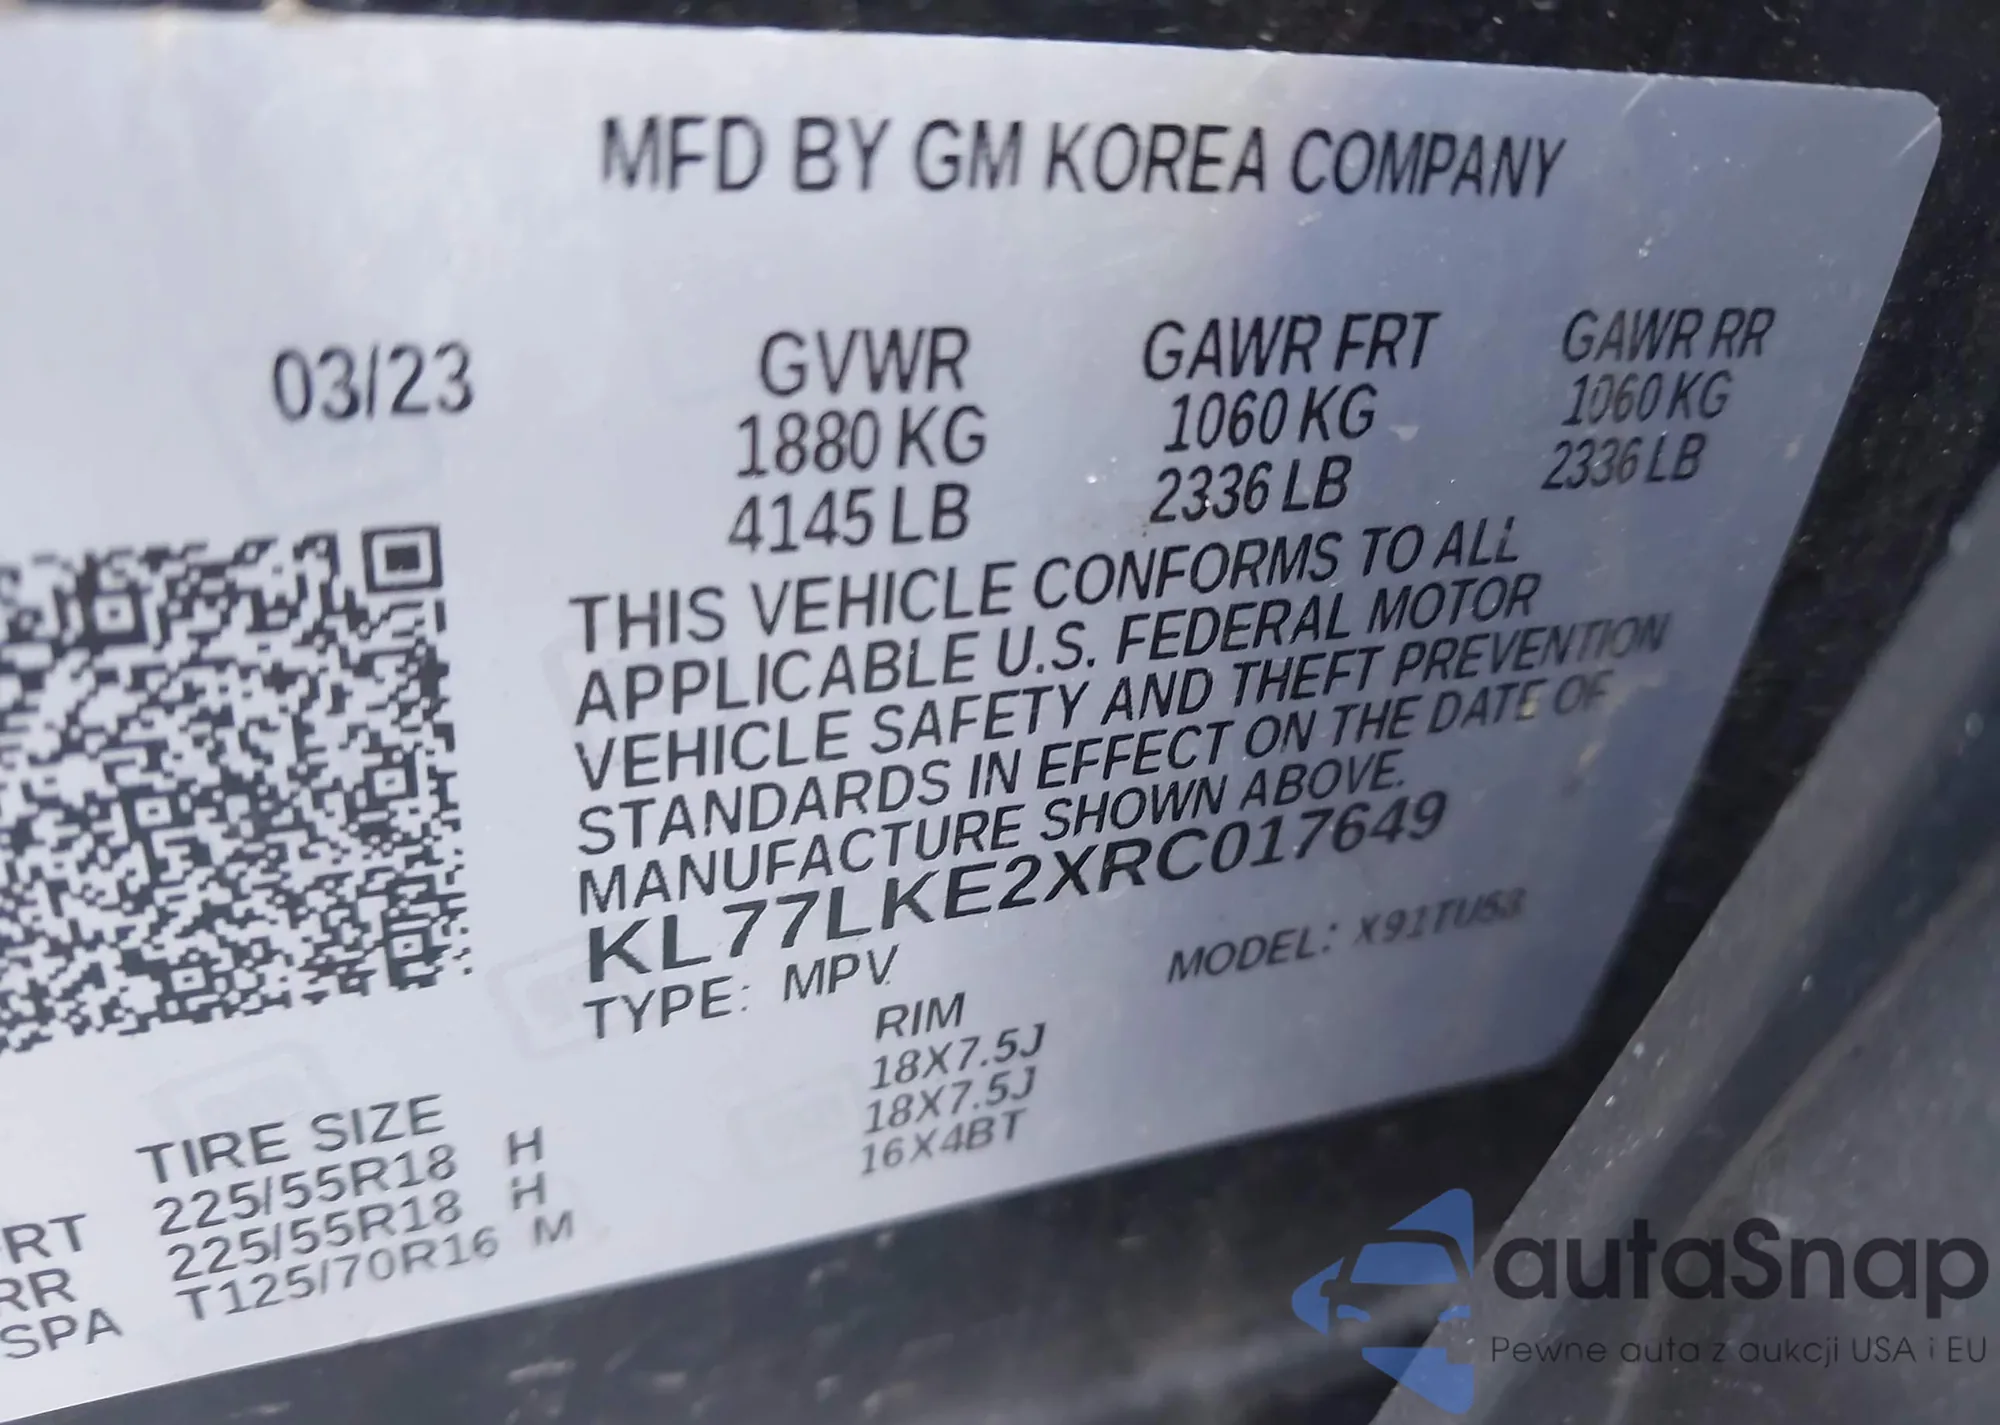 MFD BY GM KOREA COMPANY
03/23
GVWR
1880 KG
4145 LB
GAWR FRT
1060 KG
2336 LB
GAWR RR
1060 KG
2336 LB
THIS VEHICLE CONFORMS TO ALL
APPLICABLE U.S. FEDERAL MOTOR
VEHICLE SAFETY AND THEFT PREVENTION
STANDARDS IN EFFECT ON THE DATE OF
MANUFACTURE SHOWN ABOVE.
KL77LKE2XRC017649
TYPE: MPV
MODEL: X91TU53
TIRE SIZE
RIM
RT 225/55R18 H 18X7.5J
RR 225/55R18 H 18X7.5J
SPA T125/70R16 M 16X4BT
autaSnap
Pewne auta z aukcji USA i EU